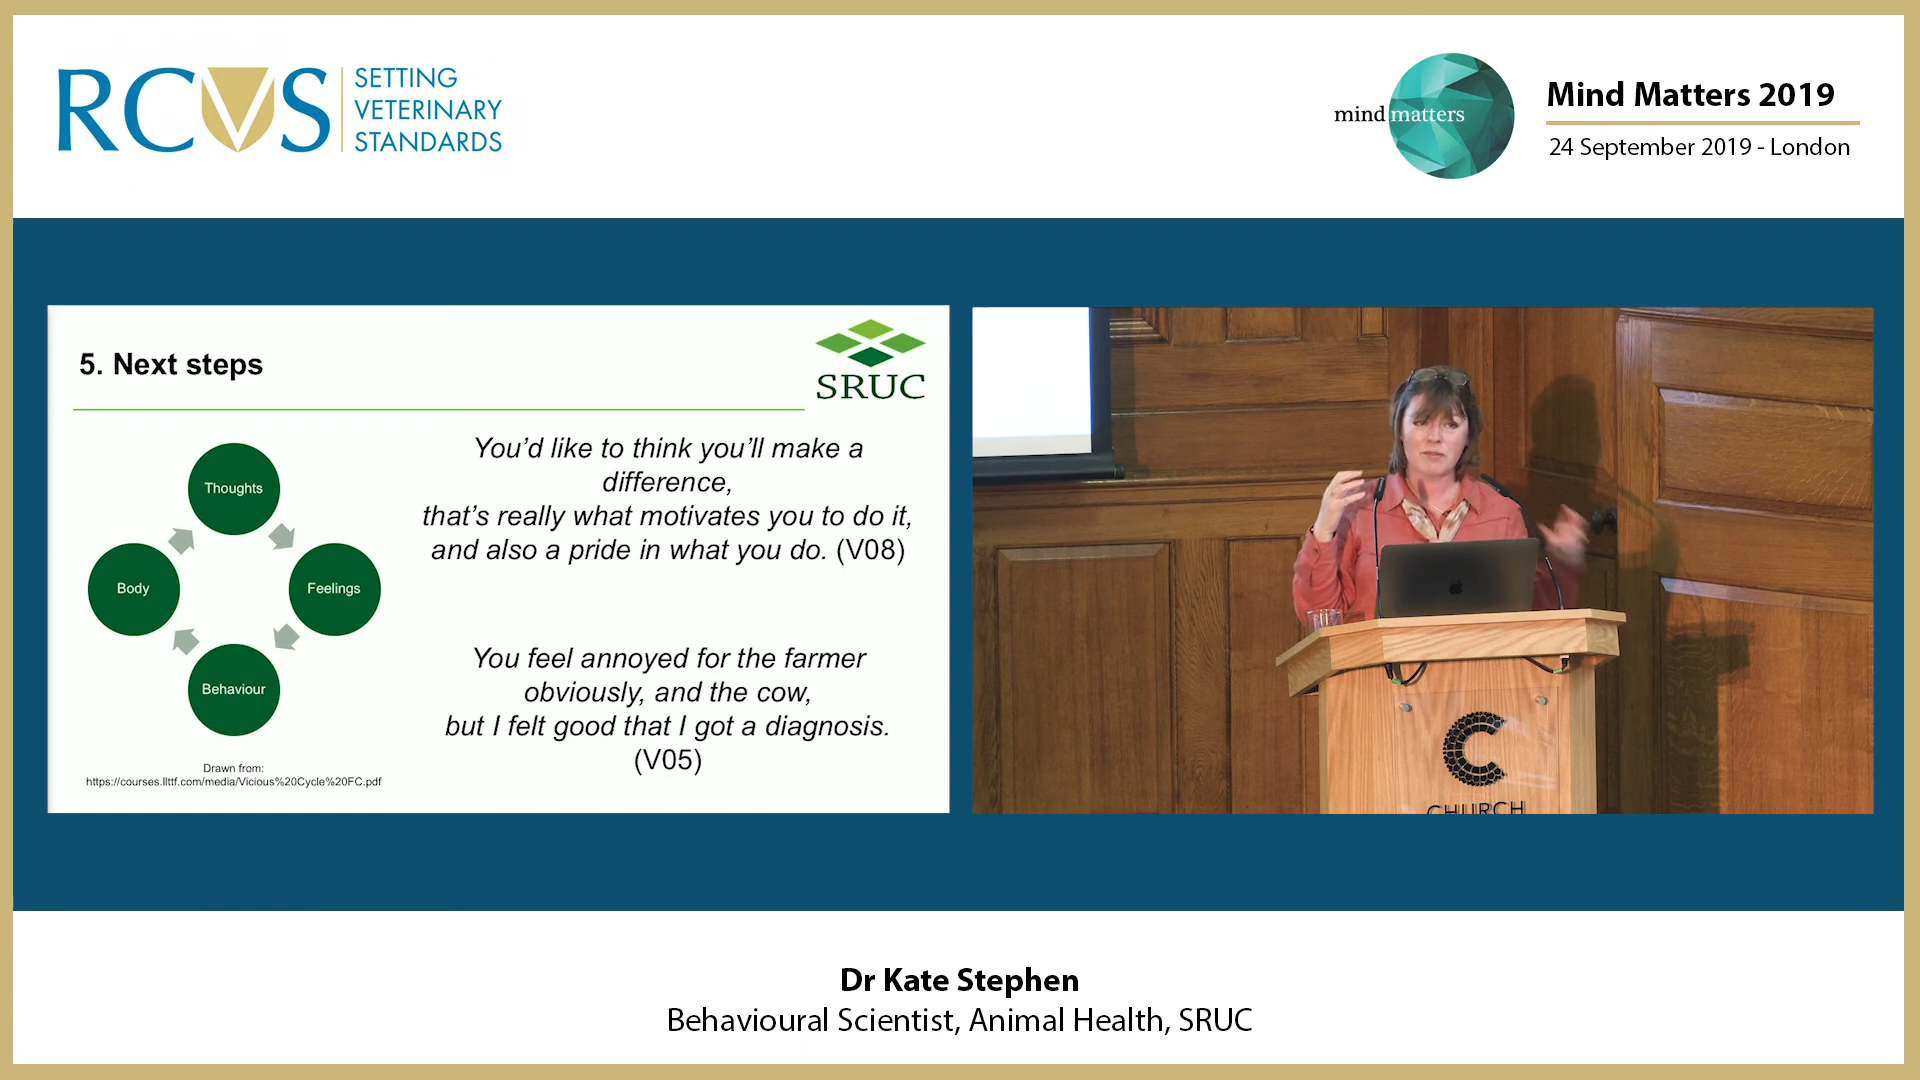 RCVS
SETTING
VETERINARY
STANDARDS
mind matters
Mind Matters 2019
24 September 2019 - London
5. Next steps
SRUC
Thoughts
Feelings
Behaviour
Body
Drawn from:
https://courses.llttf.com/media/Vicious%20Cycle%20FC.pdf
You'd like to think you'll make a
difference,
that's really what motivates you to do it,
and also a pride in what you do. (V08)
You feel annoyed for the farmer
obviously, and the cow,
but I felt good that I got a diagnosis.
(V05)
CHURCH
Dr Kate Stephen
Behavioural Scientist, Animal Health, SRUC